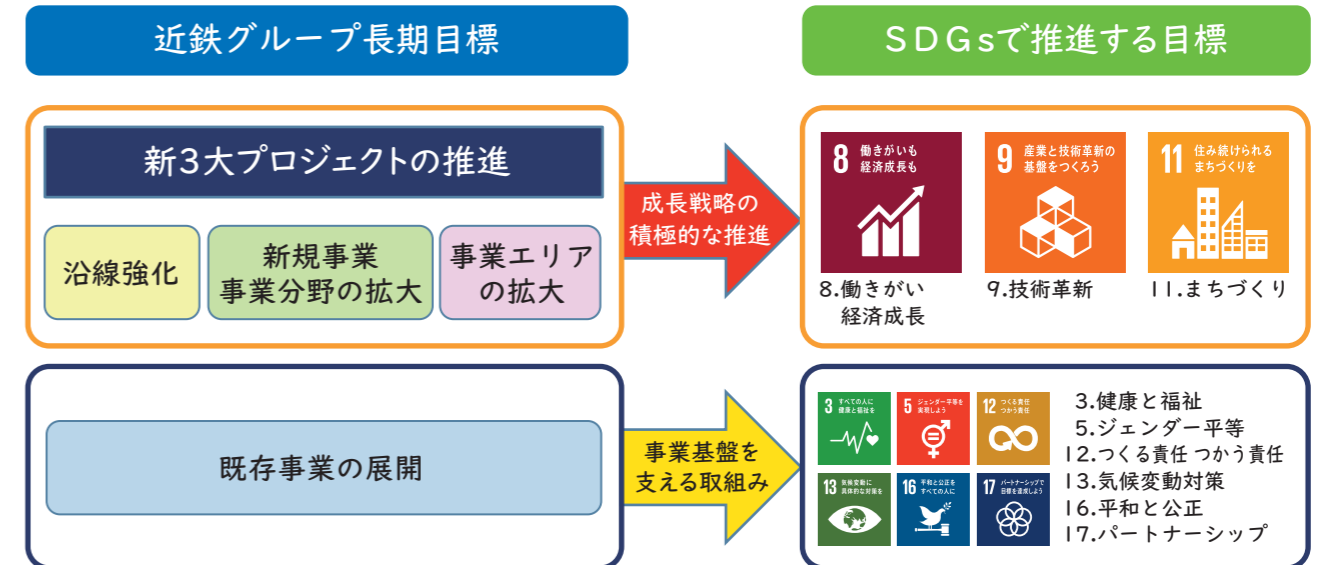 近鉄グループ長期目標
SDGsで推進する目標
新3大プロジェクトの推進
沿線強化
新規事業
事業分野の拡大
事業エリア
の拡大
成長戦略の
積極的な推進
8 働きがいも
経済成長も
9 産業と技術革新の
基盤をつくろう
11 住み続けられる
まちづくりを
8.働きがい
経済成長
9.技術革新
11.まちづくり
既存事業の展開
事業基盤を
支える取組み
3 すべての人に
健康と福祉を
5 ジェンダー平等を
実現しよう
12 つくる責任
つかう責任
13 気候変動に
具体的な対策を
16 平和と公正を
すべての人に
17 パートナーシップで
目標を達成しよう
3.健康と福祉
5.ジェンダー平等
12.つくる責任 つかう責任
13.気候変動対策
16.平和と公正
17.パートナーシップ